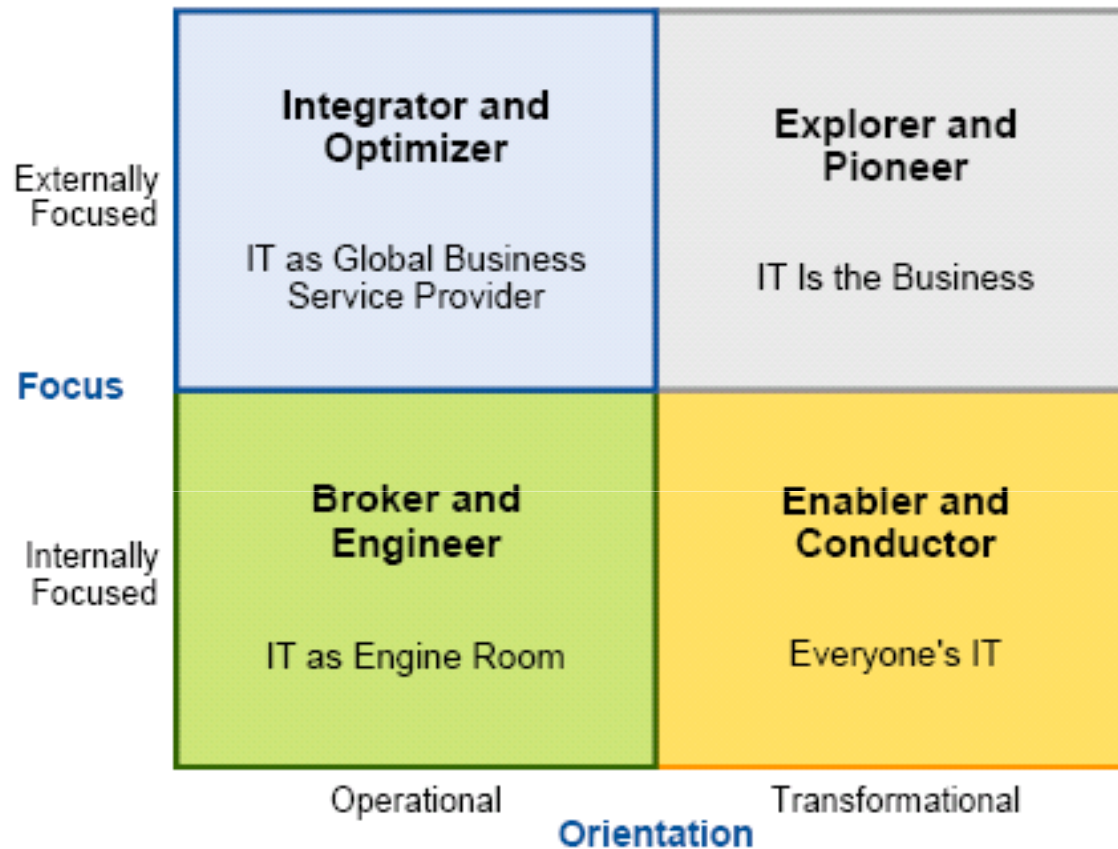 Integrator and
Optimizer
IT as Global Business
Service Provider
Explorer and
Pioneer
IT Is the Business
Externally
Focused
Focus
Broker and
Engineer
IT as Engine Room
Enabler and
Conductor
Everyone's IT
Internally
Focused
Operational
Transformational
Orientation